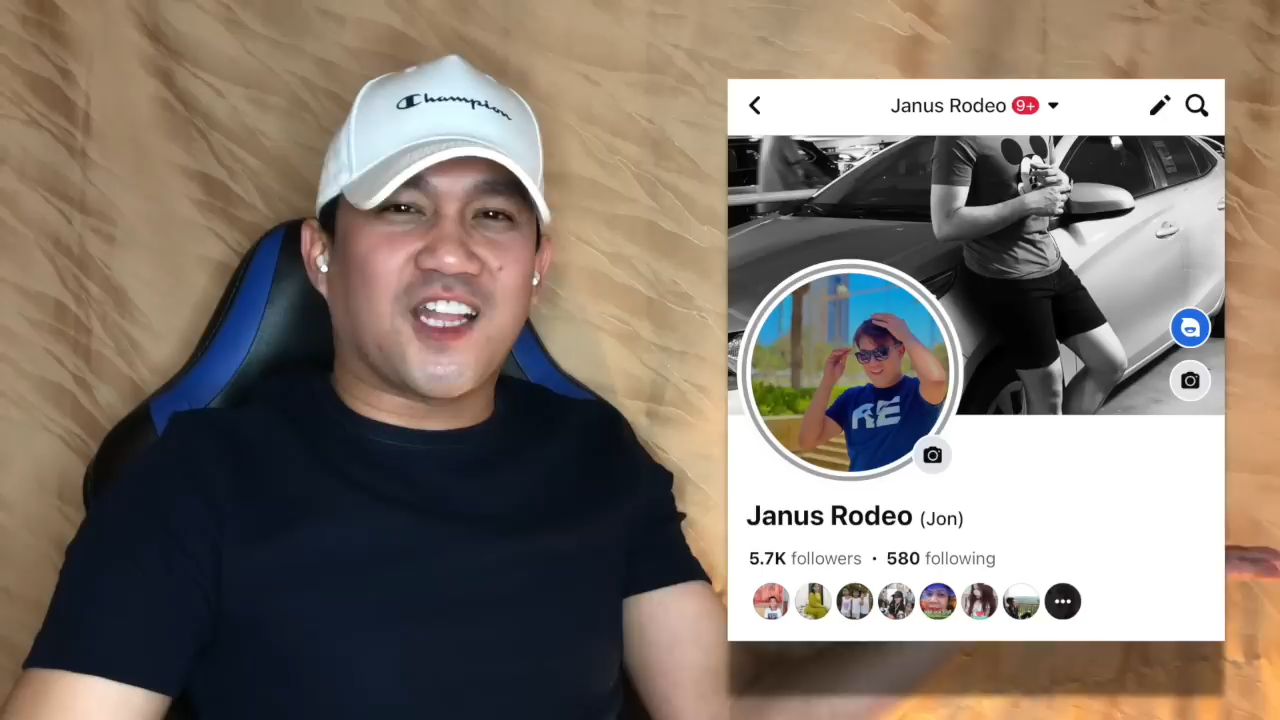 Champion
Janus Rodeo 9+
RE
Janus Rodeo (Jon)
5.7K followers · 580 following